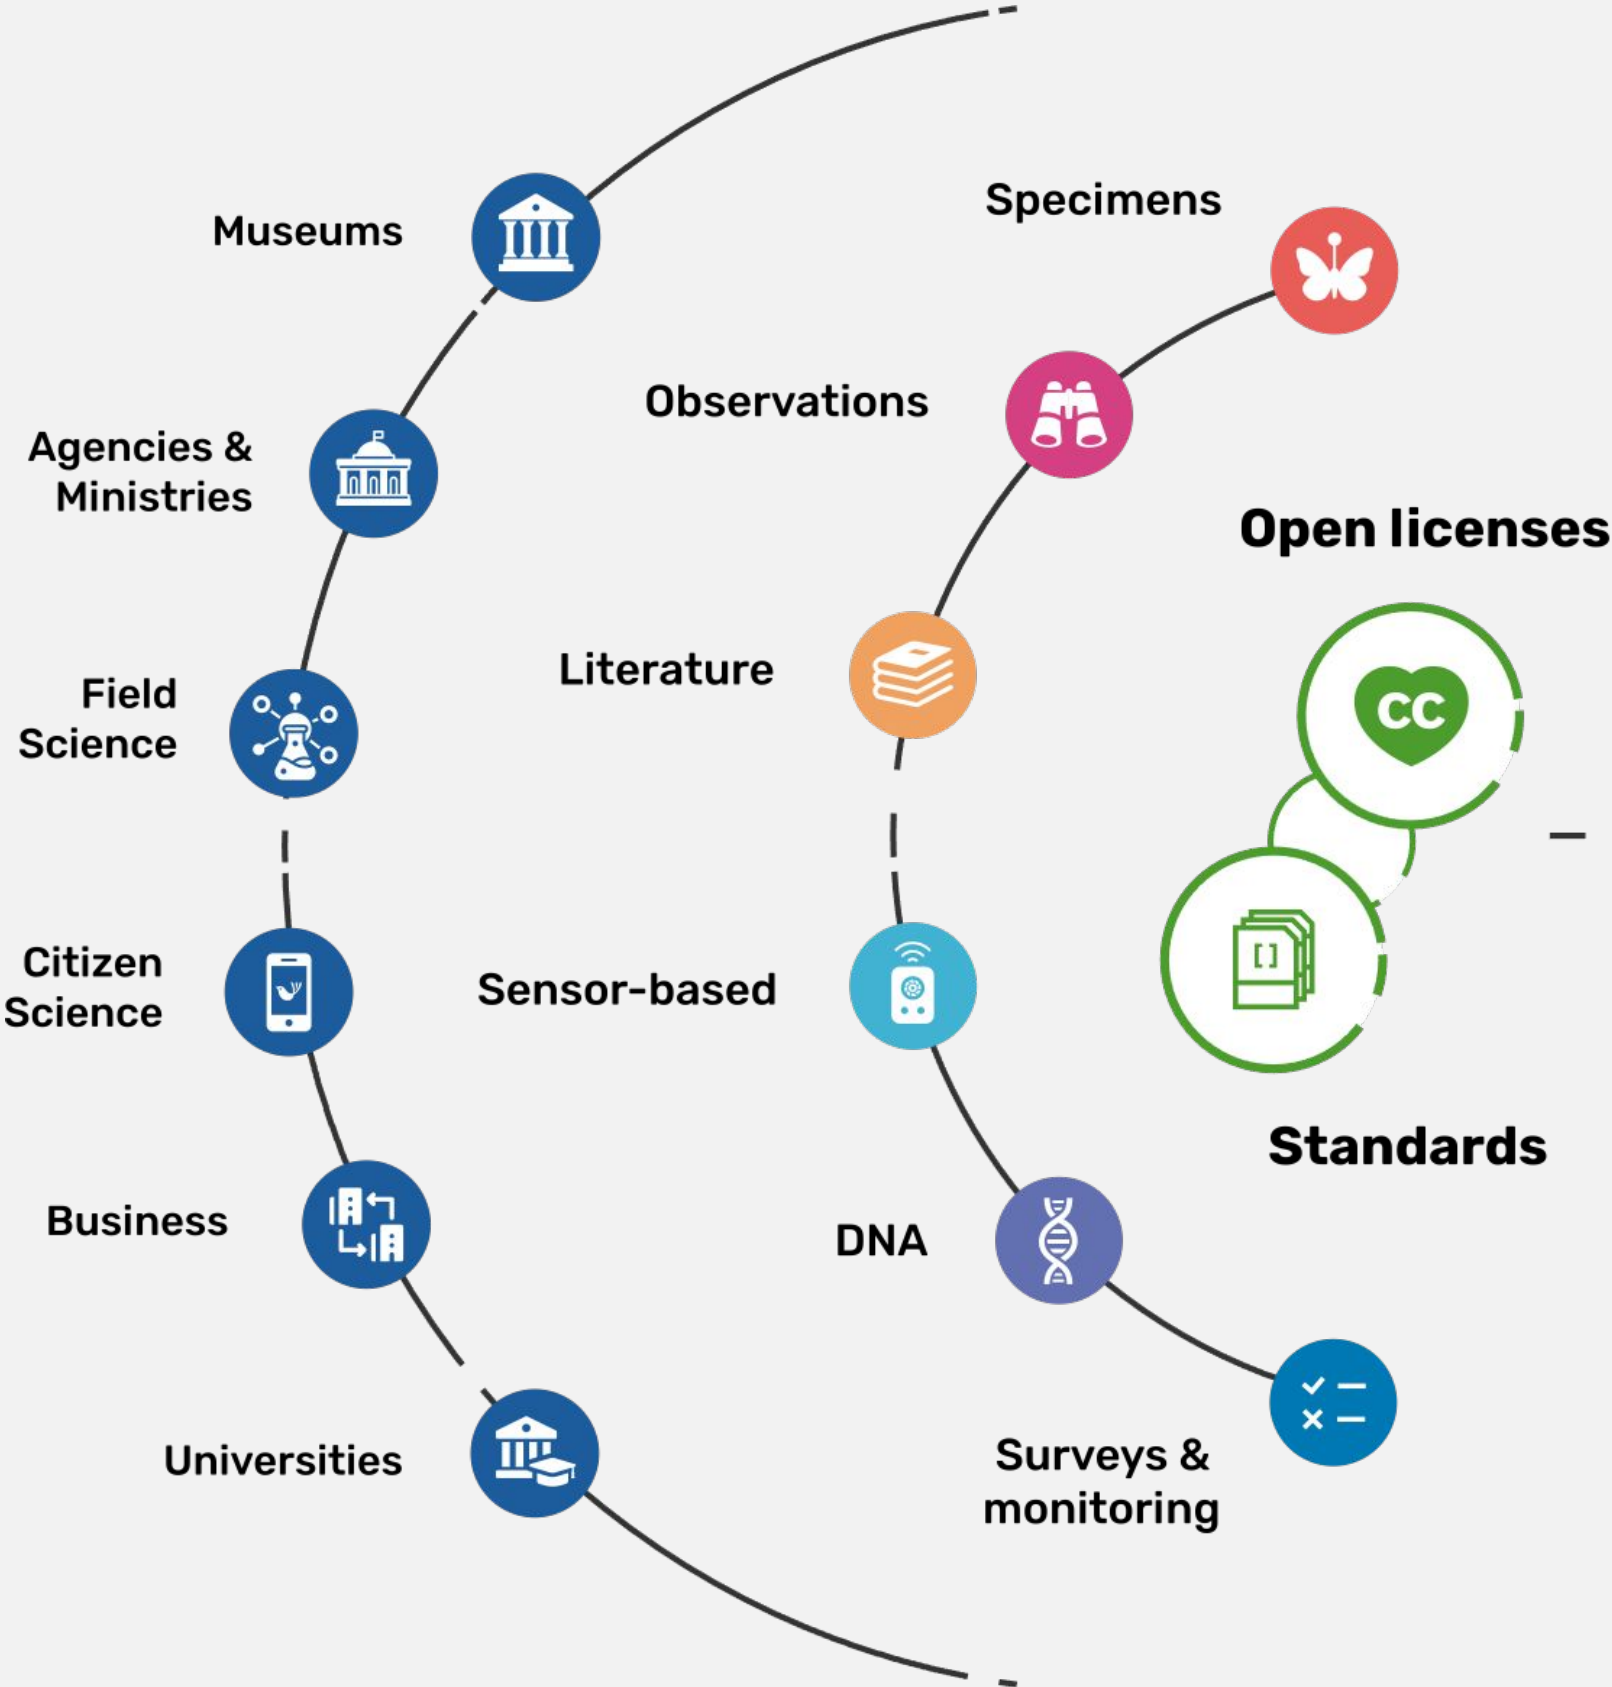 Museums
Agencies &
Ministries
Field
Science
Citizen
Science
Business
Universities
Specimens
Observations
Literature
Sensor-based
DNA
Surveys &
monitoring
Open licenses
CC
[ ]
Standards